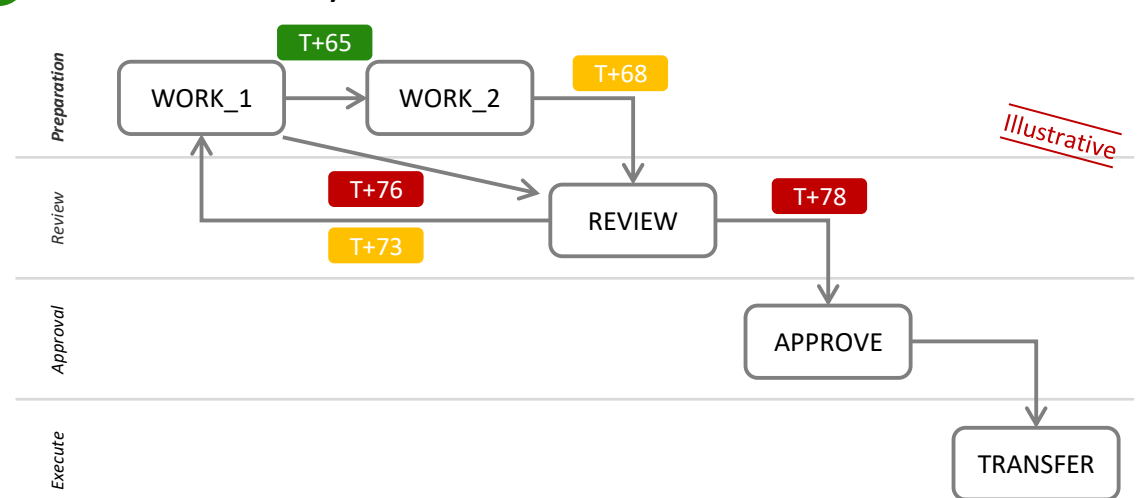 T+65
T+68
Preparation
WORK_1
WORK_2
Illustrative
Review
T+76
T+78
REVIEW
T+73
Approval
APPROVE
Execute
TRANSFER